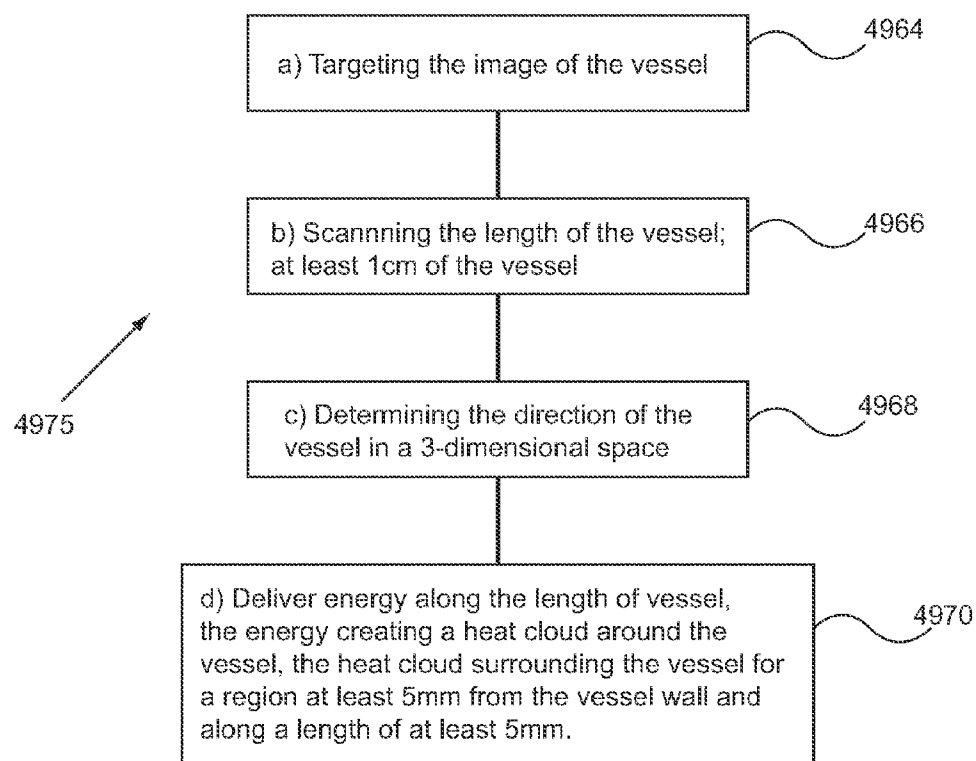 a) Targeting the image of the vessel
4964
b) Scannning the length of the vessel;
at least 1cm of the vessel
4966
c) Determining the direction of the
vessel in a 3-dimensional space
4968
4975
d) Deliver energy along the length of vessel,
the energy creating a heat cloud around the
vessel, the heat cloud surrounding the vessel for
a region at least 5mm from the vessel wall and
along a length of at least 5mm.
4970